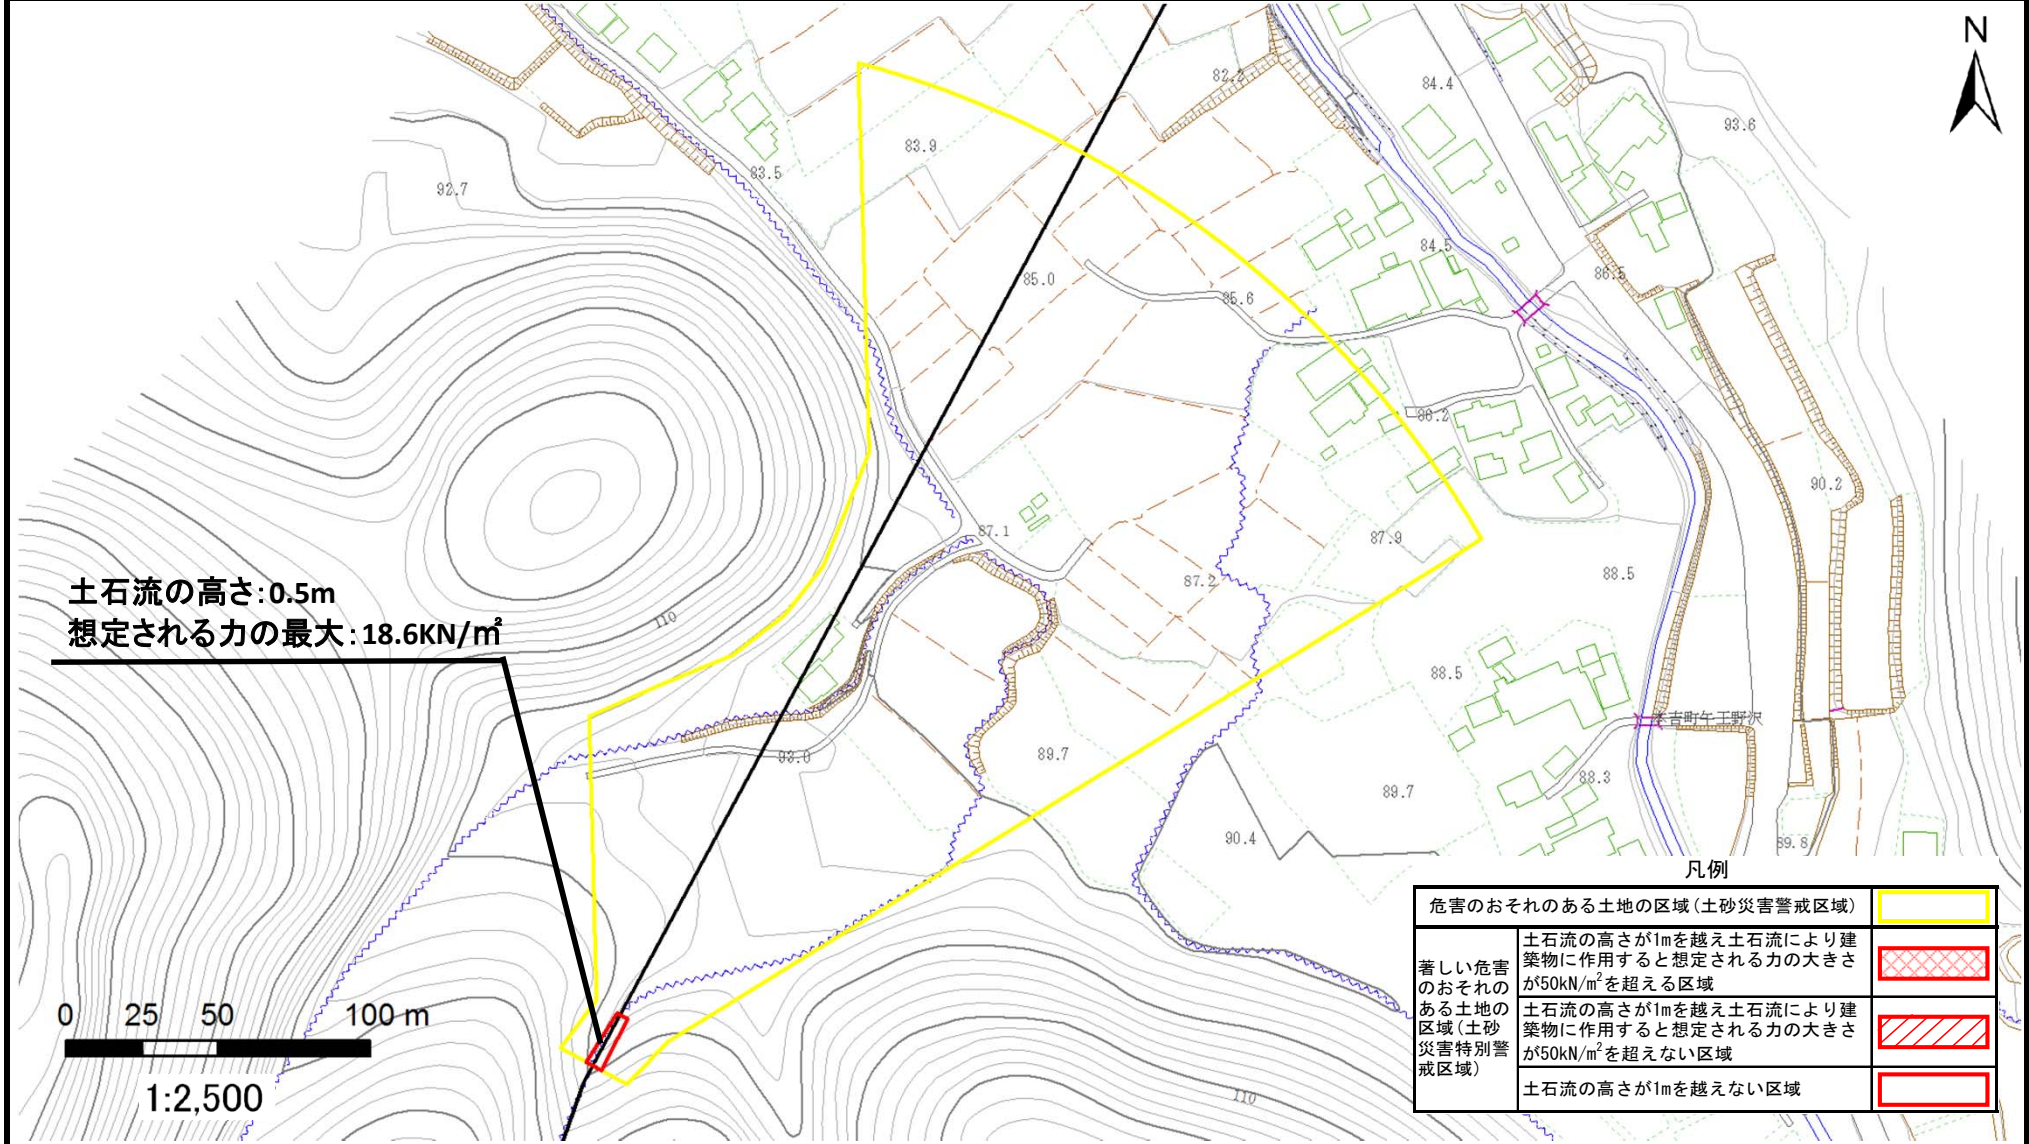 N
84.4
82.2
93.6
83.9
83.5
92.7
84.5
86.5
85.0
85.6
86.2
90.2
87.1
87.9
87.2
88.5
土石流の高さ:0.5m
想定される力の最大:18.6KN/㎡
110
88.5
本吉町午王野沢
93.0
89.7
88.3
89.7
90.4
89.8
凡例
危害のおそれのある土地の区域(土砂災害警戒区域)
著しい危害
のおそれの
ある土地の
区域(土砂
災害特別警
戒区域)
土石流の高さが1mを越え土石流により建
築物に作用すると想定される力の大きさ
が50kN/m²を超える区域
土石流の高さが1mを越え土石流により建
築物に作用すると想定される力の大きさ
が50kN/m²を超えない区域
土石流の高さが1mを越えない区域
0 25 50 100 m
1:2,500
110